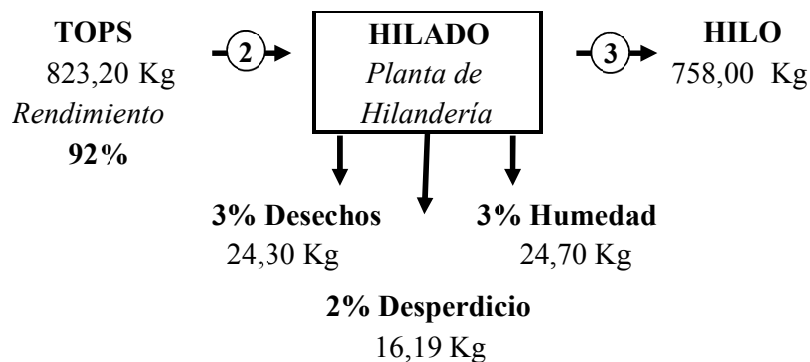 TOPS 2 HILADO 3 HILO
823,20 Kg Planta de 758,00 Kg
Rendimiento Hilandería
92%
3% Desechos 3% Humedad
24,30 Kg 24,70 Kg
2% Desperdicio
16,19 Kg